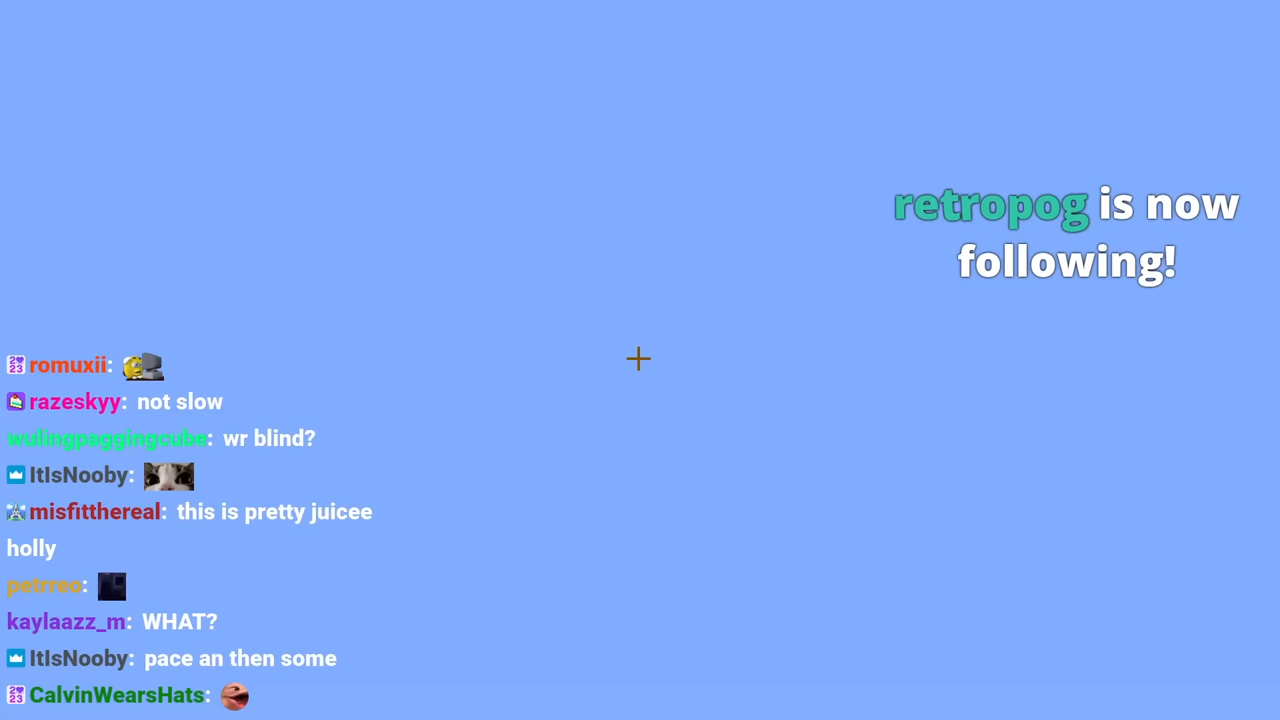 retropog is now
following!
romuxii:
razeskyy: not slow
wulingpaggingcube: wr blind?
ItIsNooby:
misfitthereal: this is pretty juicee
holly
petrreo:
kaylaazz_m: WHAT?
ItIsNooby: pace an then some
CalvinWearsHats: